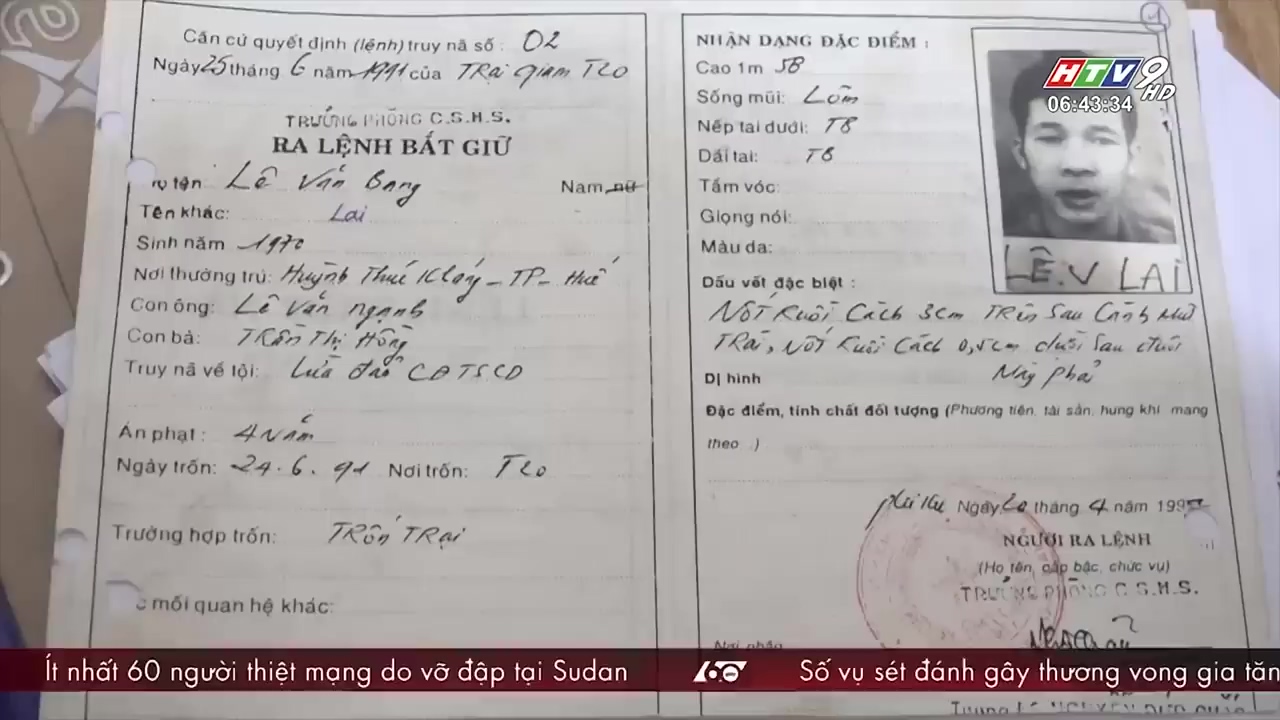 Căn cứ quyết định (lệnh) truy nã số : 02
Ngày 25 tháng 6 năm 1991 của Trại giam T20
TRƯỞNG PHÒNG C.S.H.S.
RA LỆNH BẮT GIỮ
ọ tên: Lê Văn Bang Nam nữ
Tên khác: Lai
Sinh năm 1970
Nơi thường trú: Huỳnh Thúc Kháng - TP - Huế
Con ông: Lê Văn Ngạnh
Con bà: Trần Thị Hồng
Truy nã về tội: Lừa đảo CĐTSCD
Án phạt : 4 Năm
Ngày trốn: 24.6.91 Nơi trốn: T20
Trường hợp trốn: Trốn Trại
c mối quan hệ khác:
1
NHẬN DẠNG ĐẶC ĐIỂM :
Cao 1m 58
Sống mũi: Lõm
Nếp tai dưới: TB
Dái tai: TB
Tầm vóc:
Giọng nói:
Màu da:
LÊ.V LAI
Dấu vết đặc biệt :
Nốt ruồi cách 3cm trên sau cánh mũi
trái, nốt ruồi cách 0,5cm dưới sau đuôi
mày phải
Dị hình
Đặc điểm, tính chất đối tượng (Phương tiện, tài sản, hung khí mang
theo .)
Ngày 20 tháng 4 năm 199
NGƯỜI RA LỆNH
(Họ tên, cấp bậc, chức vụ)
TRƯỞNG PHÒNG C.S.H.S.
Nơi nhận
HTV9 HD
06:43:34
Ít nhất 60 người thiệt mạng do vỡ đập tại Sudan
60 giây
Số vụ sét đánh gây thương vong gia tăn